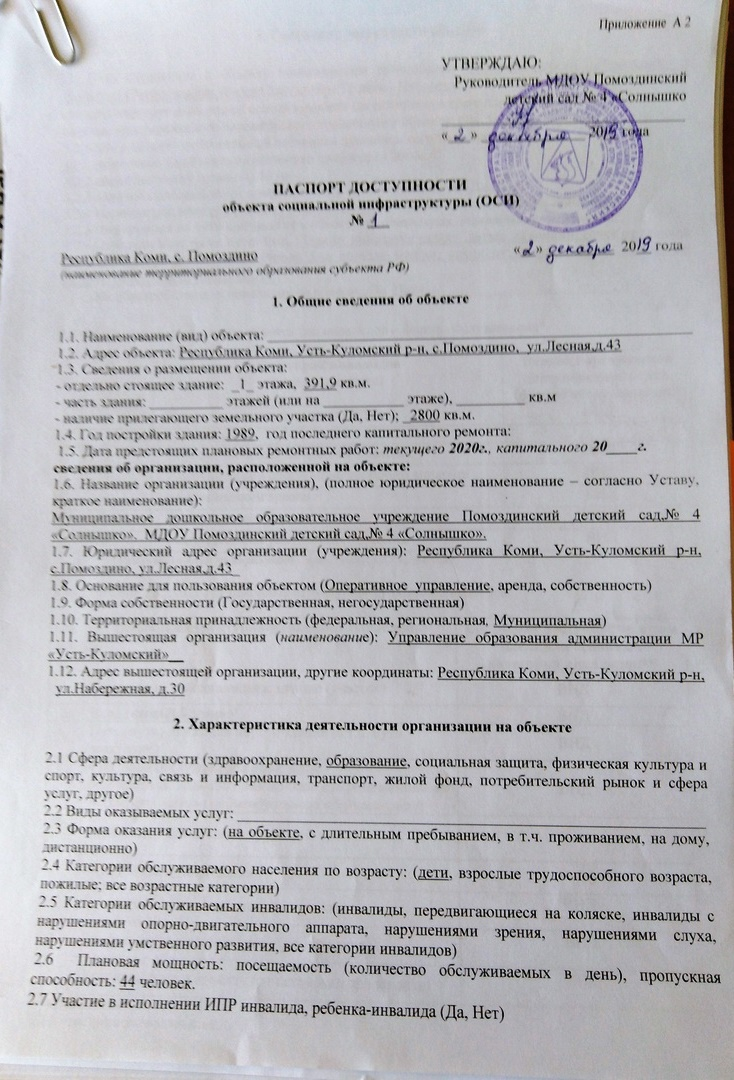 Приложение А 2
УТВЕРЖДАЮ:
Руководитель МДОУ Помоздинский
детский сад № 4 «Солнышко
« 2 » декабря 2019 года
ПАСПОРТ ДОСТУПНОСТИ
объекта социальной инфраструктуры (ОСИ)
№ 1
Республика Коми, с. Помоздино
«2» декабря 2019 года
(наименование территориального образования субъекта РФ)
1. Общие сведения об объекте
1.1. Наименование (вид) объекта: ____________
1.2. Адрес объекта: Республика Коми, Усть-Куломский р-н, с.Помоздино, ул.Лесная,д.43
1.3. Сведения о размещении объекта:
- отдельно стоящее здание: _1_ этажа, 391,9 кв.м.
- часть здания: __________ этажей (или на ___________ этаже), _________ кв.м
- наличие прилегающего земельного участка (Да, Нет); _2800 кв.м.
1.4. Год постройки здания: 1989, год последнего капитального ремонта:
1.5. Дата предстоящих плановых ремонтных работ: текущего 2020г., капитального 20____г.
сведения об организации, расположенной на объекте:
1.6. Название организации (учреждения), (полное юридическое наименование – согласно Уставу,
краткое наименование):
Муниципальное дошкольное образовательное учреждение Помоздинский детский сад,№ 4
«Солнышко». МДОУ Помоздинский детский сад,№ 4 «Солнышко».
1.7. Юридический адрес организации (учреждения): Республика Коми, Усть-Куломский р-н,
с.Помоздино, ул.Лесная,д.43_
1.8. Основание для пользования объектом (Оперативное управление, аренда, собственность)
1.9. Форма собственности (Государственная, негосударственная)
1.10. Территориальная принадлежность (федеральная, региональная, Муниципальная)
1.11. Вышестоящая организация (наименование): Управление образования администрации МР
«Усть-Куломский»__
1.12. Адрес вышестоящей организации, другие координаты: Республика Коми, Усть-Куломский р-н,
ул.Набережная, д.30
2. Характеристика деятельности организации на объекте
2.1 Сфера деятельности (здравоохранение, образование, социальная защита, физическая культура и
спорт, культура, связь и информация, транспорт, жилой фонд, потребительский рынок и сфера
услуг, другое)
2.2 Виды оказываемых услуг: ____________
2.3 Форма оказания услуг: (на объекте, с длительным пребыванием, в т.ч. проживанием, на дому,
дистанционно)
2.4 Категории обслуживаемого населения по возрасту: (дети, взрослые трудоспособного возраста,
пожилые; все возрастные категории)
2.5 Категории обслуживаемых инвалидов: (инвалиды, передвигающиеся на коляске, инвалиды с
нарушениями опорно-двигательного аппарата, нарушениями зрения, нарушениями слуха,
нарушениями умственного развития, все категории инвалидов)
2.6 Плановая мощность: посещаемость (количество обслуживаемых в день), пропускная
способность: 44 человек.
2.7 Участие в исполнении ИПР инвалида, ребенка-инвалида (Да, Нет)